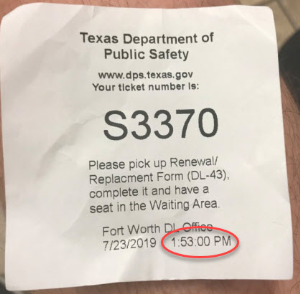 Texas Department of
Public Safety
www.dps.texas.gov
Your ticket number is:
S3370
Please pick up Renewal/
Replacment Form (DL-43),
complete it and have a
seat in the Waiting Area.
Fort Worth DL Office
7/23/2019 1:53:00 PM